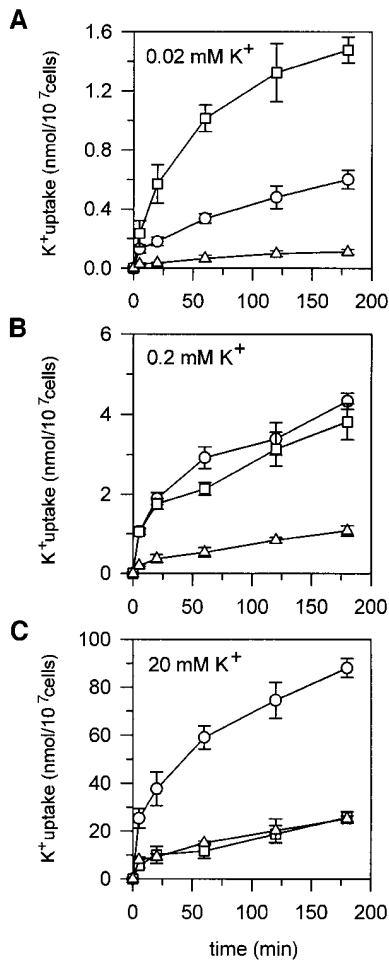 A
K⁺uptake (nmol/10 ⁷cells)
1.6
1.2
0.8
0.4
0.0
0.02 mM K⁺
0 50 100 150 200
B
K⁺uptake (nmol/10 ⁷cells)
6
4
2
0
0.2 mM K⁺
0 50 100 150 200
C
K⁺uptake (nmol/10 ⁷cells)
100
80
60
40
20
0
20 mM K⁺
0 50 100 150 200
time (min)